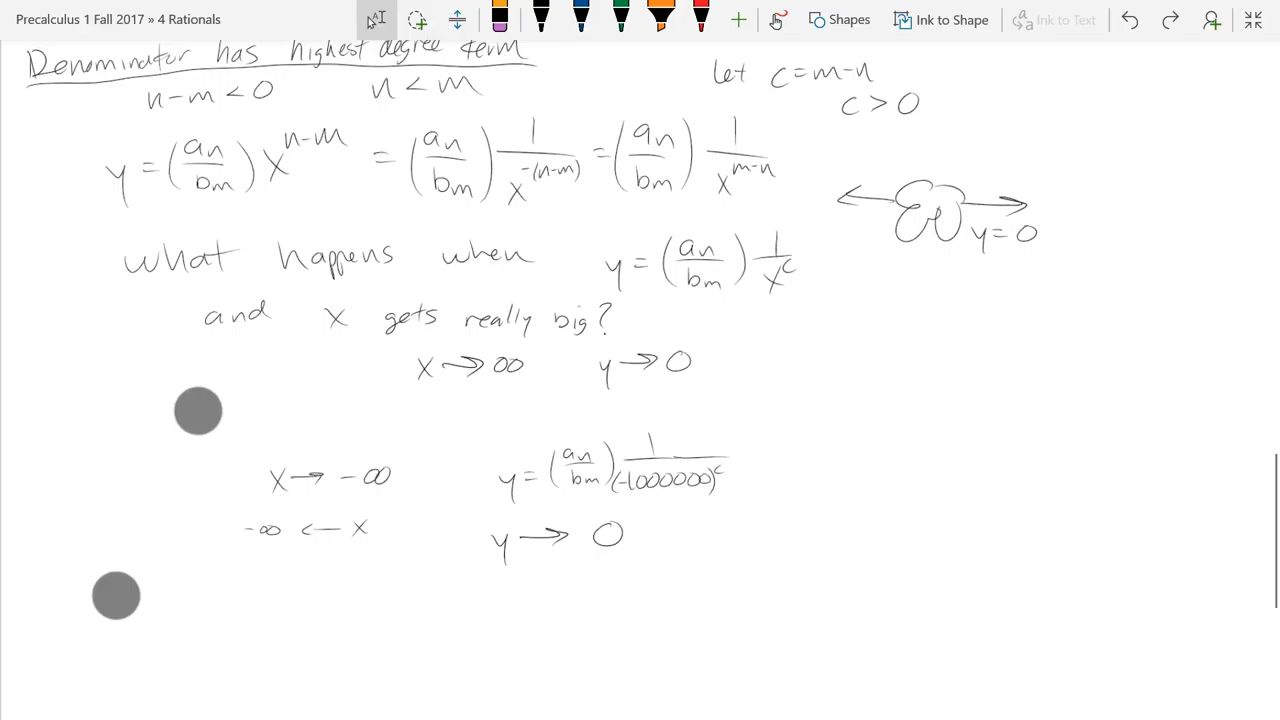 Precalculus 1 Fall 2017 » 4 Rationals
Shapes
Ink to Shape
Ink to Text
Denominator has highest degree term
n-m<0 n<m
let c=m-n
c>0
y=(an/bm)x^(n-m) =(an/bm)1/x^(-(n-m)) =(an/bm)1/x^(m-n)
y=0
what happens when y=(an/bm)1/x^c
and x gets really big?
x→∞ y→0
x→-∞ y=(an/bm)1/(-1000000)^c
-∞←x y→0